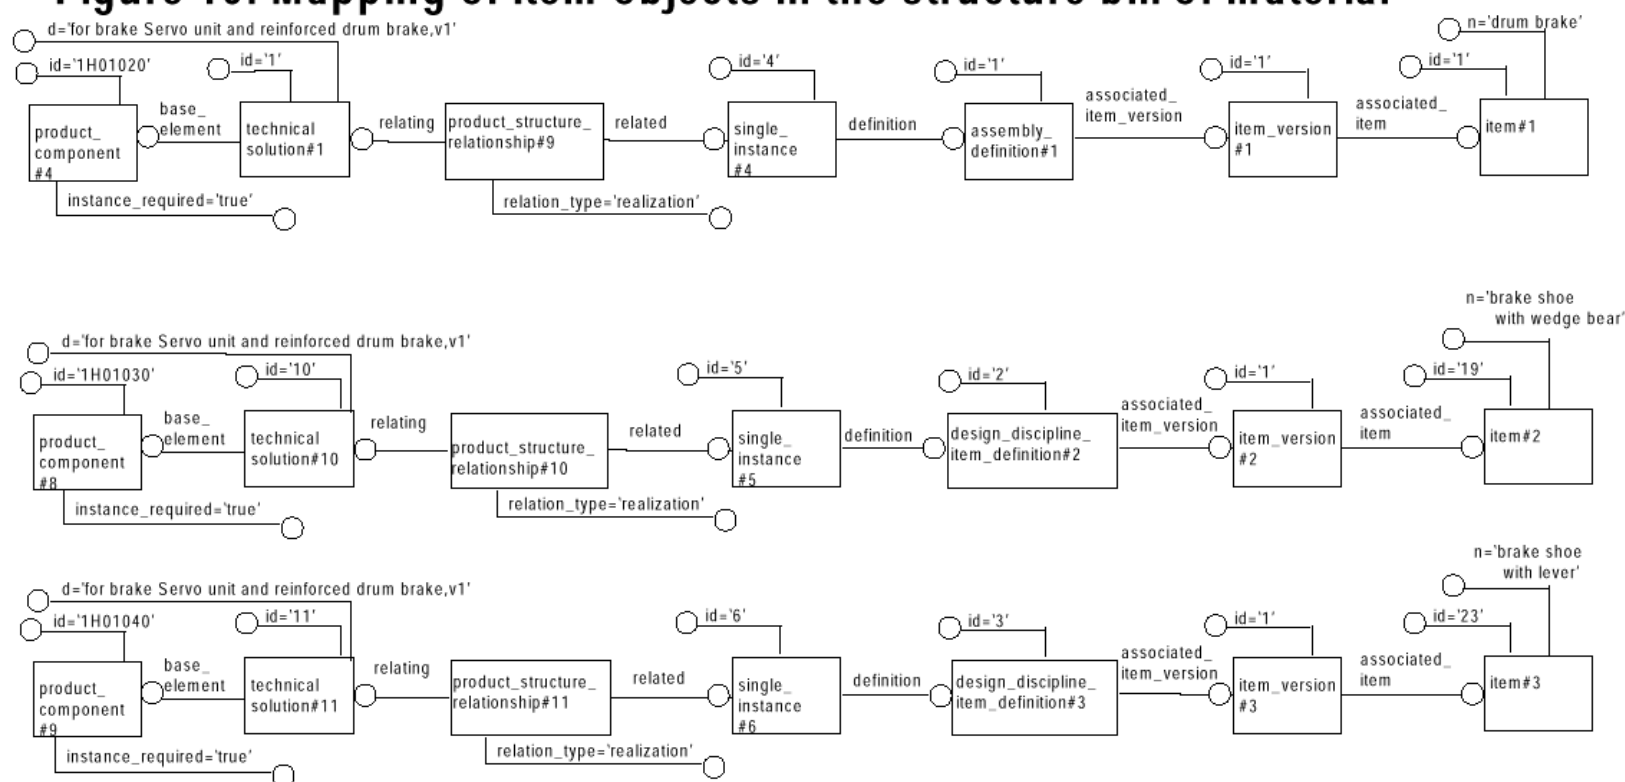 Figure 10: Mapping of item objects in the structure bill of material
d='for brake Servo unit and reinforced drum brake,v1'
n='drum brake'
id='1H01020'
id='1'
id='4'
id='1'
id='1'
id='1'
product_
component
#4
base_
element
technical
solution#1
relating
product_structure_
relationship#9
related
single_
instance
#4
definition
assembly_
definition#1
associated_
item_version
item_version
#1
associated_
item
item#1
instance_required='true'
relation_type='realization'
n='brake shoe
with wedge bear'
d='for brake Servo unit and reinforced drum brake,v1'
id='1H01030'
id='10'
id='5'
id='2'
id='1'
id='19'
product_
component
#8
base_
element
technical
solution#10
relating
product_structure_
relationship#10
related
single_
instance
#5
definition
design_discipline_
item_definition#2
associated_
item_version
item_version
#2
associated_
item
item#2
instance_required='true'
relation_type='realization'
n='brake shoe
with lever'
d='for brake Servo unit and reinforced drum brake,v1'
id='1H01040'
id='11'
id='6'
id='3'
id='1'
id='23'
product_
component
#9
base_
element
technical
solution#11
relating
product_structure_
relationship#11
related
single_
instance
#6
definition
design_discipline_
item_definition#3
associated_
item_version
item_version
#3
associated_
item
item#3
instance_required='true'
relation_type='realization'